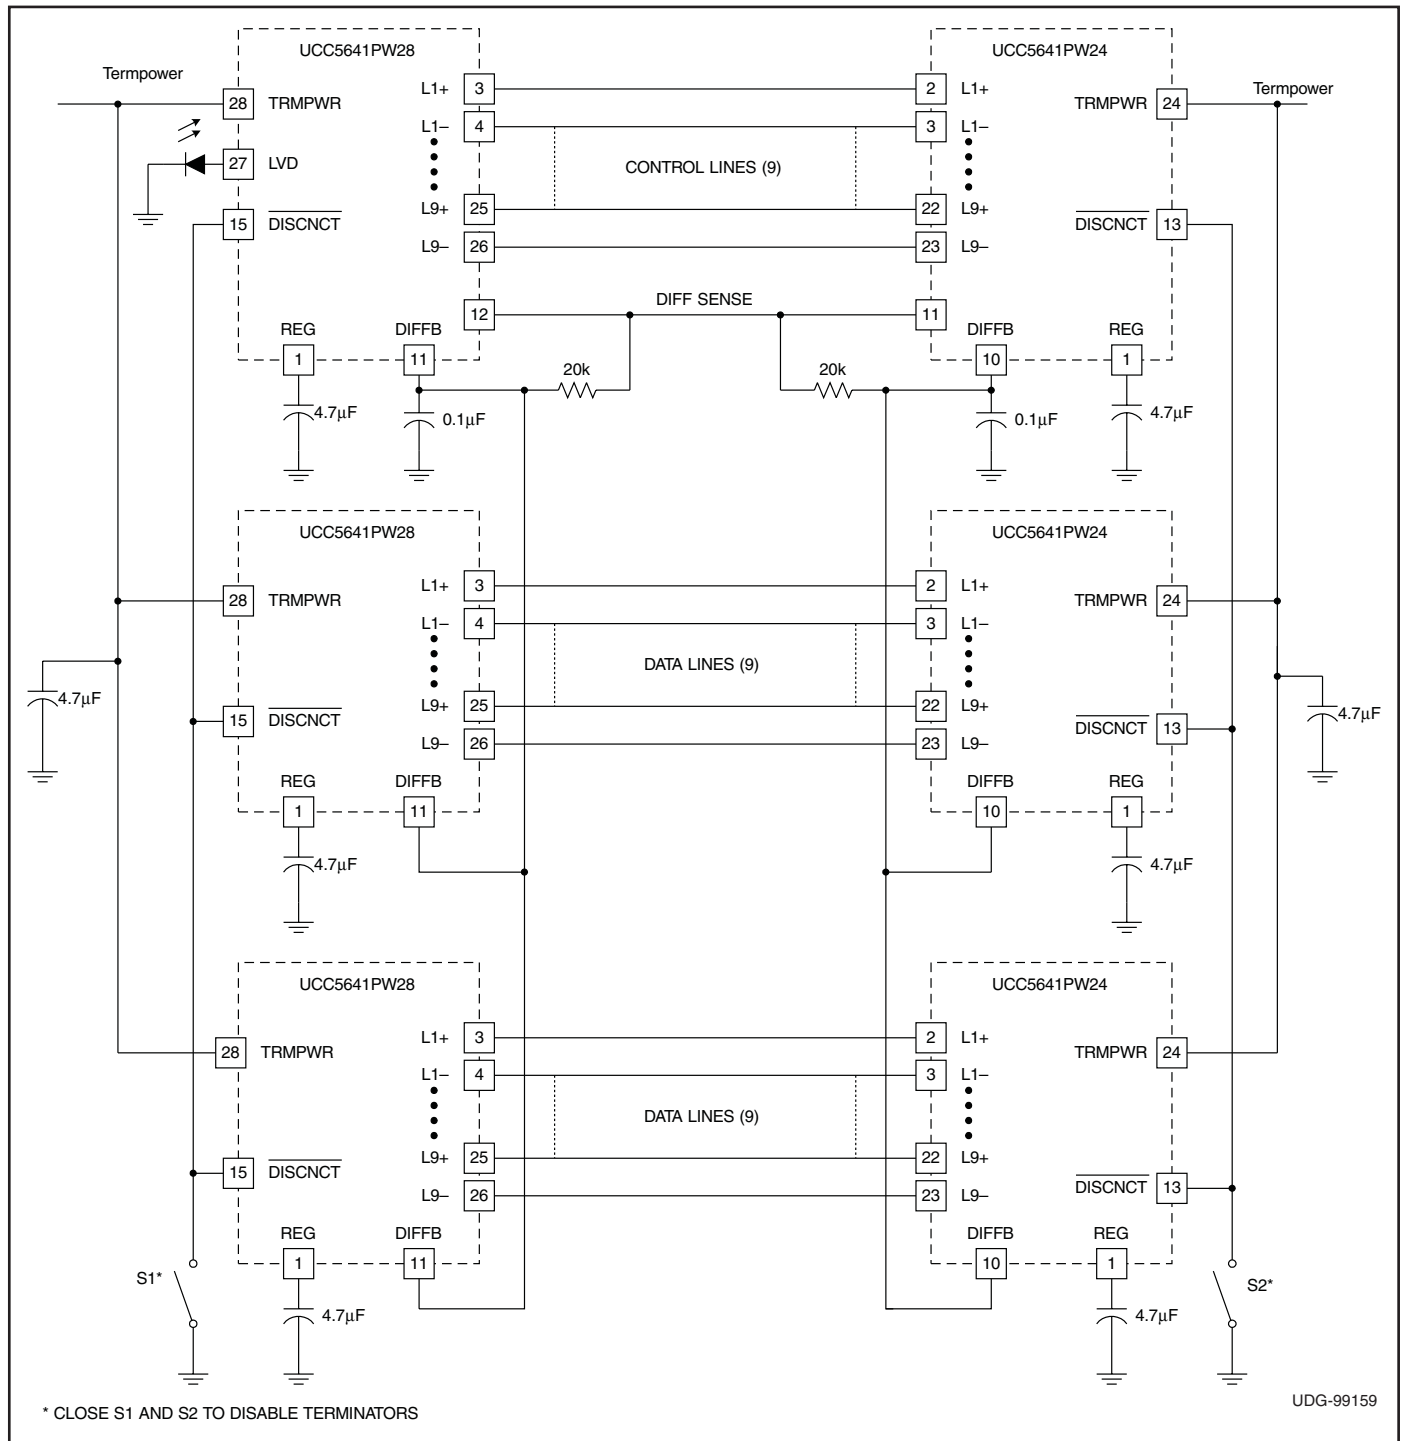 UCC5641PW28
UCC5641PW24
Termpower
Termpower
28 TRMPWR
L1+ 3
2 L1+
TRMPWR 24
L1– 4
3 L1–
27 LVD
CONTROL LINES (9)
L9+ 25
22 L9+
15 DISCNCT
DISCNCT 13
L9– 26
23 L9–
DIFF SENSE
12
11
REG
DIFFB
DIFFB
REG
1
11
10
1
20k
20k
4.7µF
0.1µF
0.1µF
4.7µF
UCC5641PW28
UCC5641PW24
L1+ 3
2 L1+
28 TRMPWR
TRMPWR 24
L1– 4
3 L1–
DATA LINES (9)
4.7µF
4.7µF
L9+ 25
22 L9+
15 DISCNCT
DISCNCT 13
L9– 26
23 L9–
REG
DIFFB
DIFFB
REG
1
11
10
1
4.7µF
4.7µF
UCC5641PW28
UCC5641PW24
L1+ 3
2 L1+
28 TRMPWR
TRMPWR 24
L1– 4
3 L1–
DATA LINES (9)
L9+ 25
22 L9+
15 DISCNCT
DISCNCT 13
L9– 26
23 L9–
REG
DIFFB
DIFFB
REG
1
11
10
1
S1*
S2*
4.7µF
4.7µF
UDG-99159
* CLOSE S1 AND S2 TO DISABLE TERMINATORS